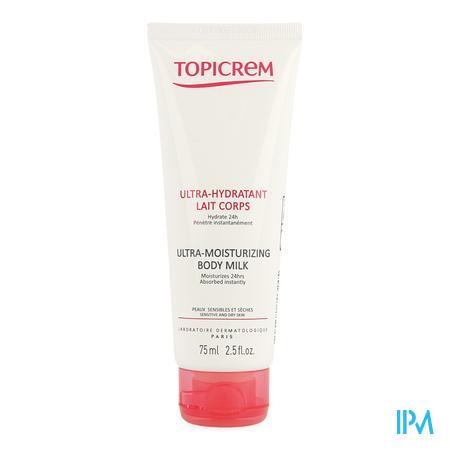 TOPICREM
ULTRA-HYDRATANT
LAIT CORPS
Hydrate 24h
Pénètre instantanément
ULTRA-MOISTURIZING
BODY MILK
Moisturizes 24hrs
Absorbed instantly
PEAUX SENSIBLES ET SÈCHES
SENSITIVE AND DRY SKIN
LABORATOIRE DERMATOLOGIQUE
PARIS
75 ml 2.5 fl.oz.
IPM